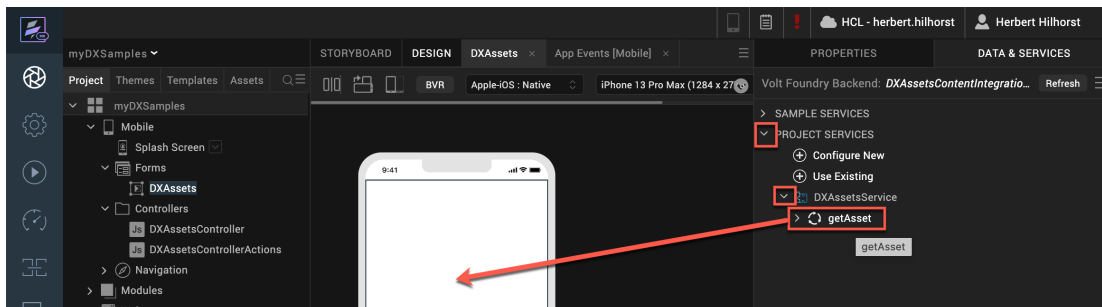 HCL - herbert.hilhorst
Herbert Hilhorst
myDXSamples
STORYBOARD DESIGN DXAssets × App Events [Mobile] ×
PROPERTIES DATA & SERVICES
Project Themes Templates Assets
BVR Apple-iOS : Native iPhone 13 Pro Max (1284 x 27
Volt Foundry Backend: DXAssetsContentIntegratio... Refresh
myDXSamples
Mobile
Splash Screen
Forms
DXAssets
Controllers
Js DXAssetsController
Js DXAssetsControllerActions
Navigation
Modules
9:41
SAMPLE SERVICES
PROJECT SERVICES
Configure New
Use Existing
DXAssetsService
getAsset
getAsset